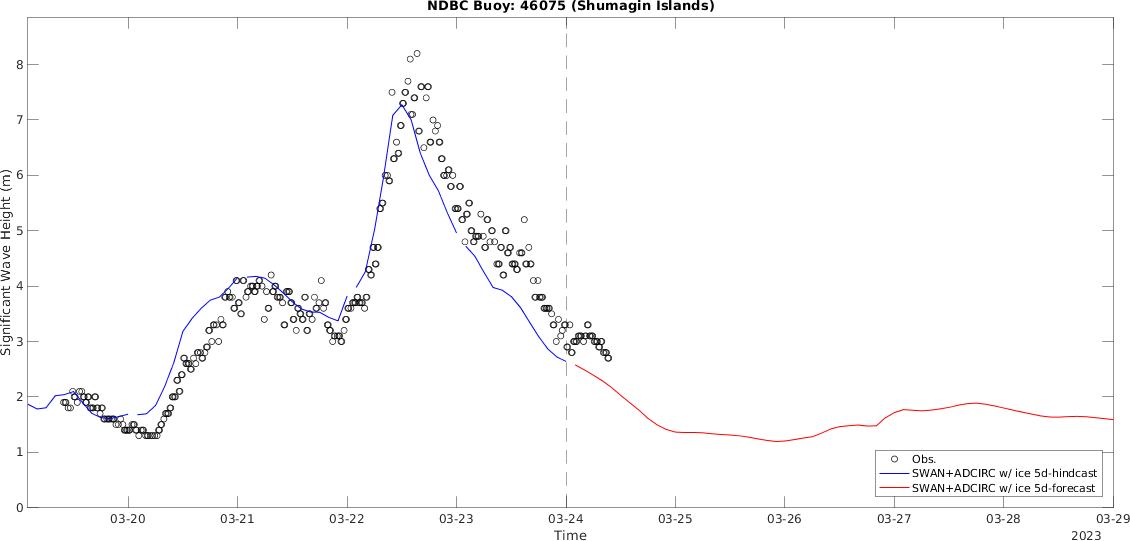 NDBC Buoy: 46075 (Shumagin Islands)
Significant Wave Height (m)
8
7
6
5
4
3
2
1
0
Obs.
SWAN+ADCIRC w/ ice 5d-hindcast
SWAN+ADCIRC w/ ice 5d-forecast
03-20 03-21 03-22 03-23 03-24 03-25 03-26 03-27 03-28 03-29
Time
2023